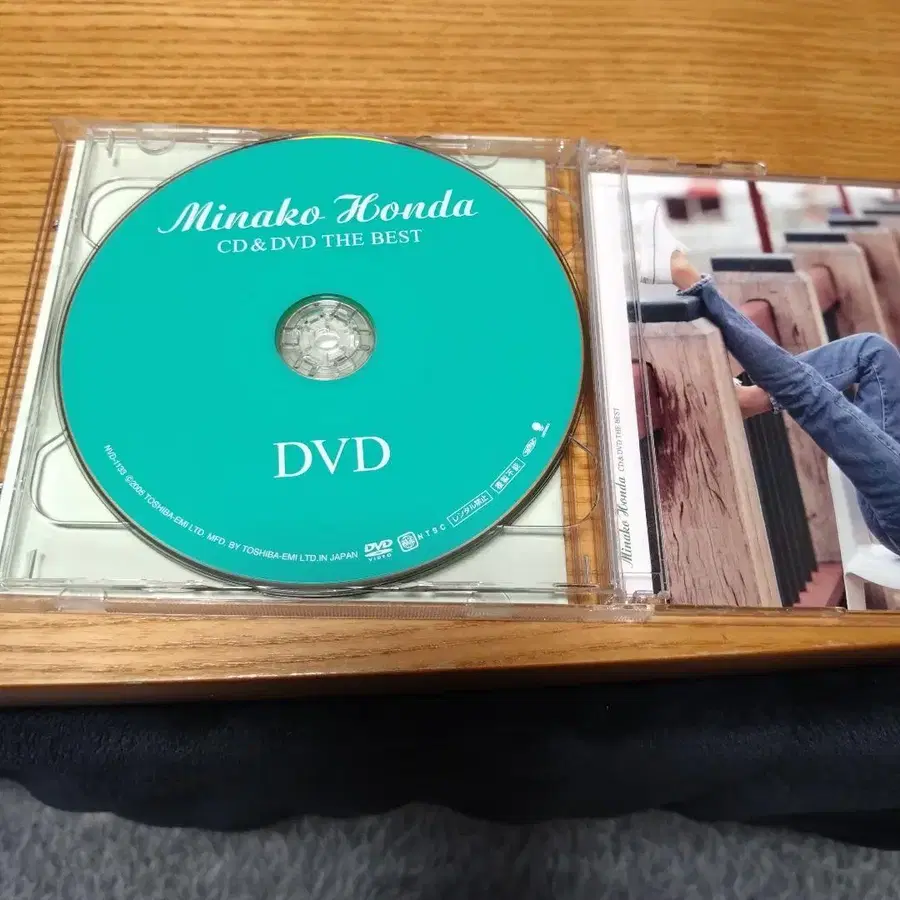 Minako Honda
CD & DVD THE BEST
DVD
©2005 TOSHIBA-EMI LTD. MFD. BY TOSHIBA-EMI LTD. IN JAPAN
DVD
VIDEO
NTSC
レンタル禁止
複製不能
Minako Honda CD & DVD THE BEST